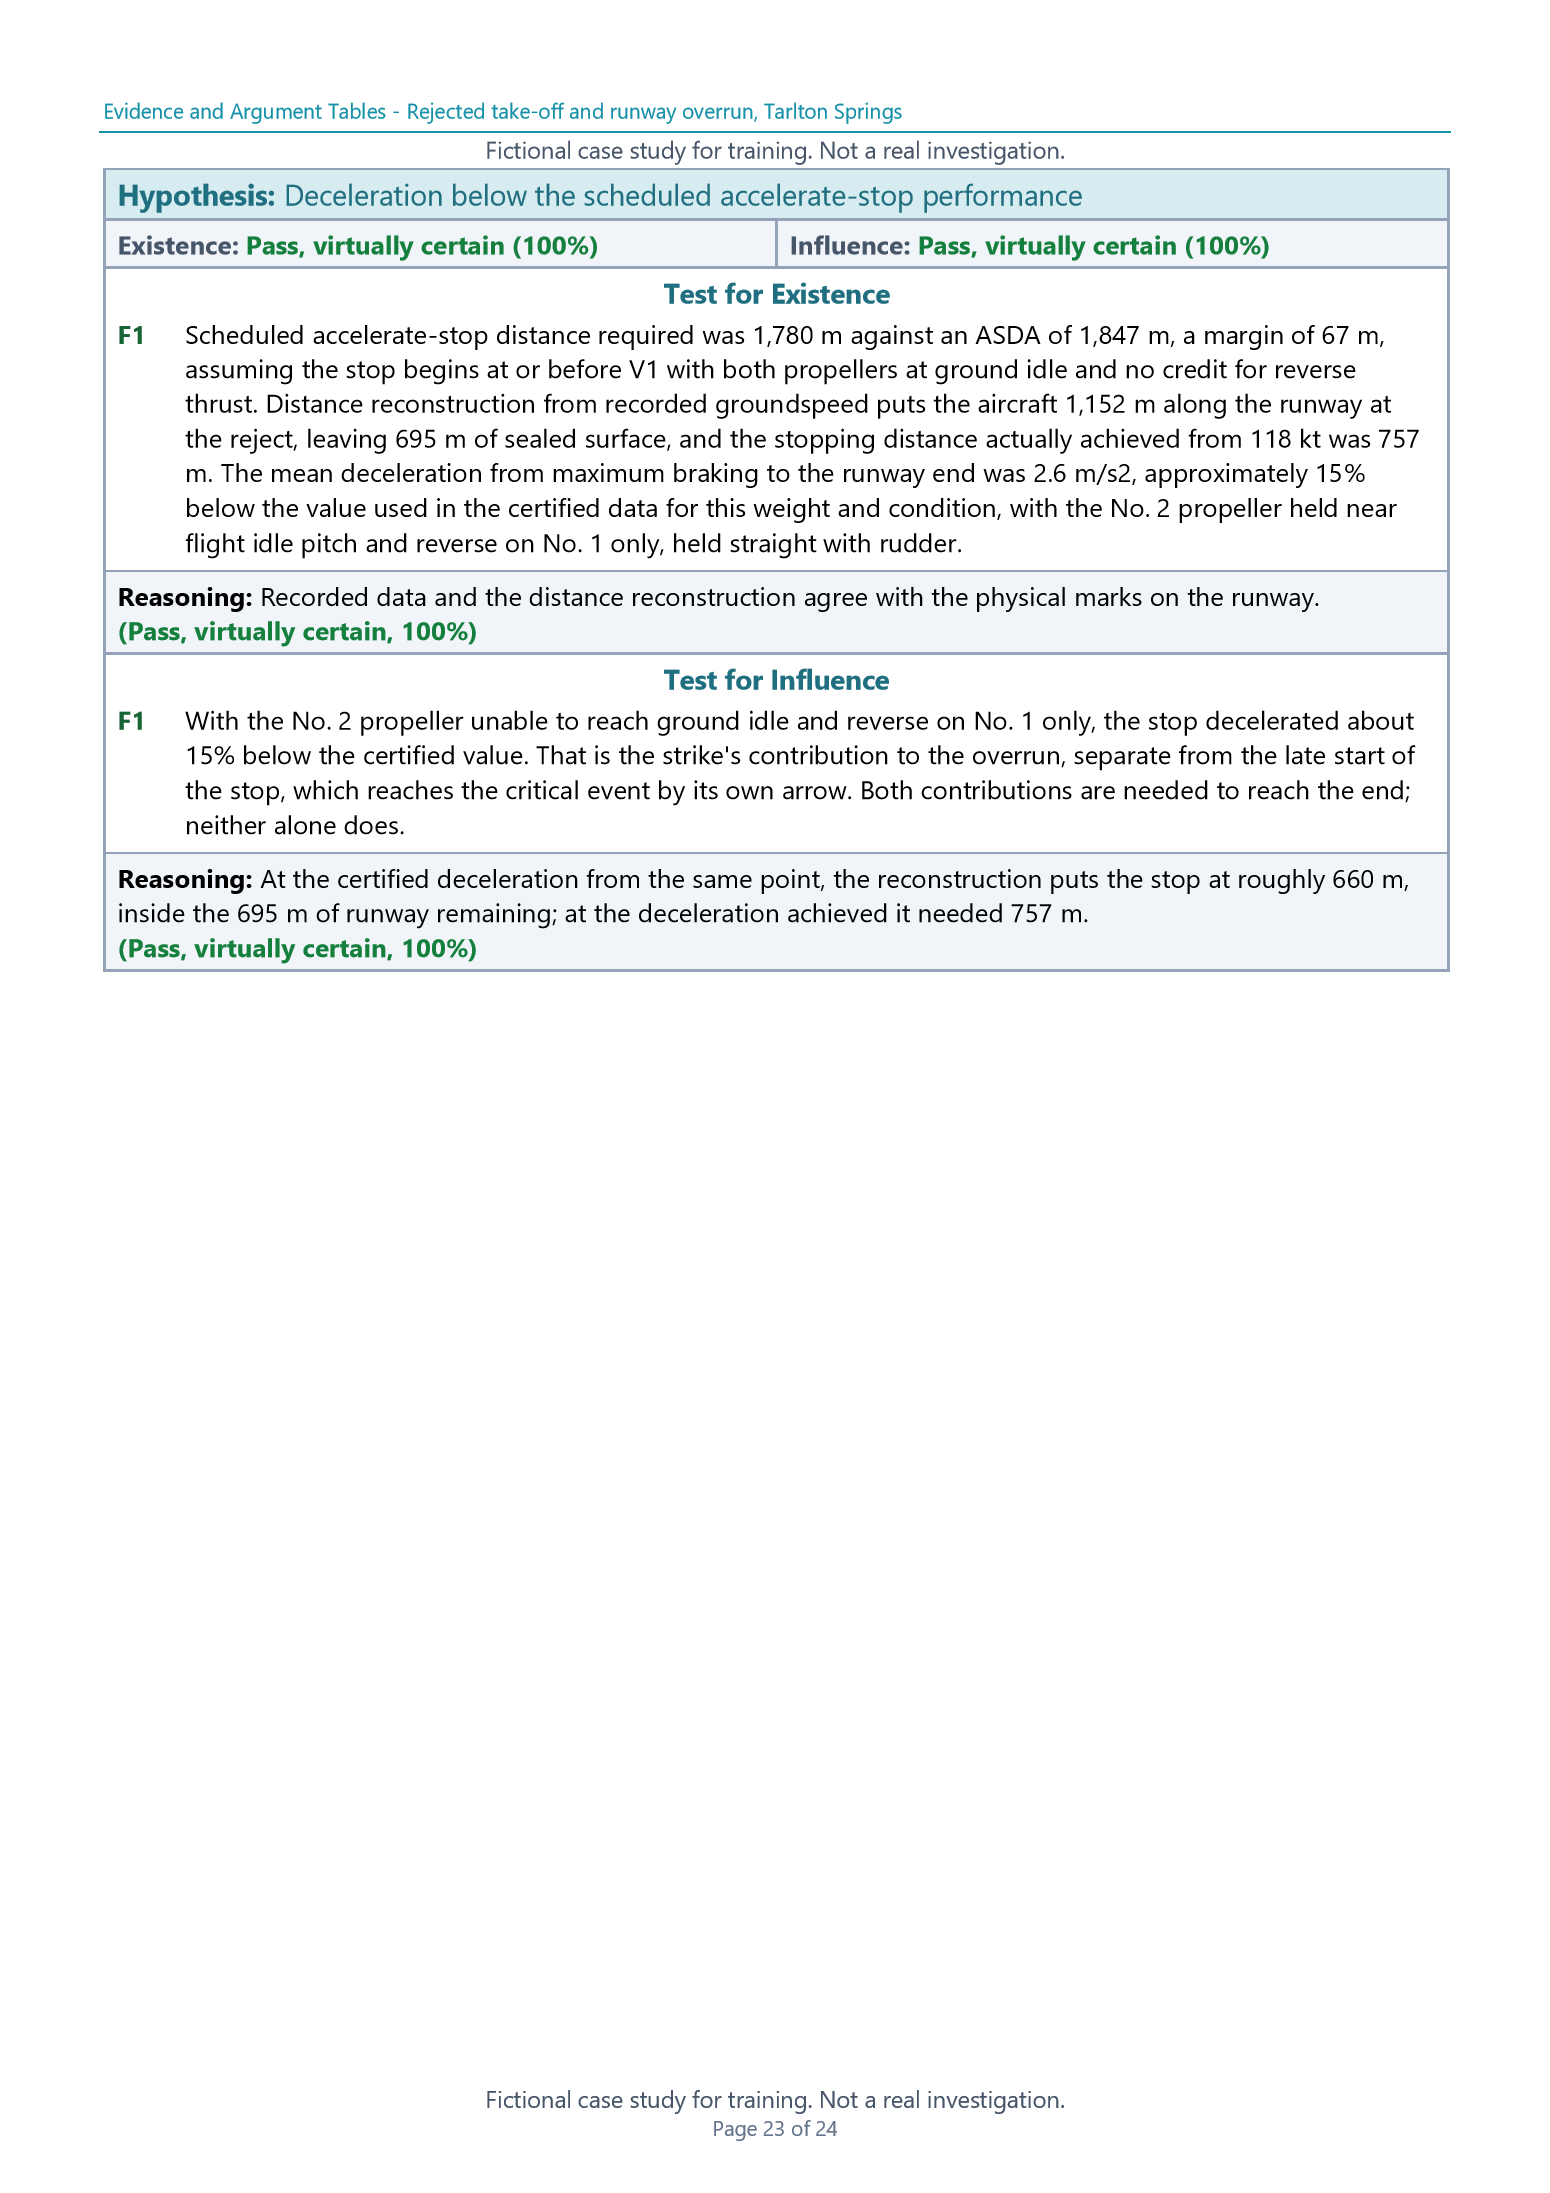 Evidence and Argument Tables - Rejected take-off and runway overrun, Tarlton Springs
Fictional case study for training. Not a real investigation.
Hypothesis: Deceleration below the scheduled accelerate-stop performance
Existence: Pass, virtually certain (100%)
Influence: Pass, virtually certain (100%)
Test for Existence
F1 Scheduled accelerate-stop distance required was 1,780 m against an ASDA of 1,847 m, a margin of 67 m,
assuming the stop begins at or before V1 with both propellers at ground idle and no credit for reverse
thrust. Distance reconstruction from recorded groundspeed puts the aircraft 1,152 m along the runway at
the reject, leaving 695 m of sealed surface, and the stopping distance actually achieved from 118 kt was 757
m. The mean deceleration from maximum braking to the runway end was 2.6 m/s2, approximately 15%
below the value used in the certified data for this weight and condition, with the No. 2 propeller held near
flight idle pitch and reverse on No. 1 only, held straight with rudder.
Reasoning: Recorded data and the distance reconstruction agree with the physical marks on the runway.
(Pass, virtually certain, 100%)
Test for Influence
F1 With the No. 2 propeller unable to reach ground idle and reverse on No. 1 only, the stop decelerated about
15% below the certified value. That is the strike's contribution to the overrun, separate from the late start of
the stop, which reaches the critical event by its own arrow. Both contributions are needed to reach the end;
neither alone does.
Reasoning: At the certified deceleration from the same point, the reconstruction puts the stop at roughly 660 m,
inside the 695 m of runway remaining; at the deceleration achieved it needed 757 m.
(Pass, virtually certain, 100%)
Fictional case study for training. Not a real investigation.
Page 23 of 24